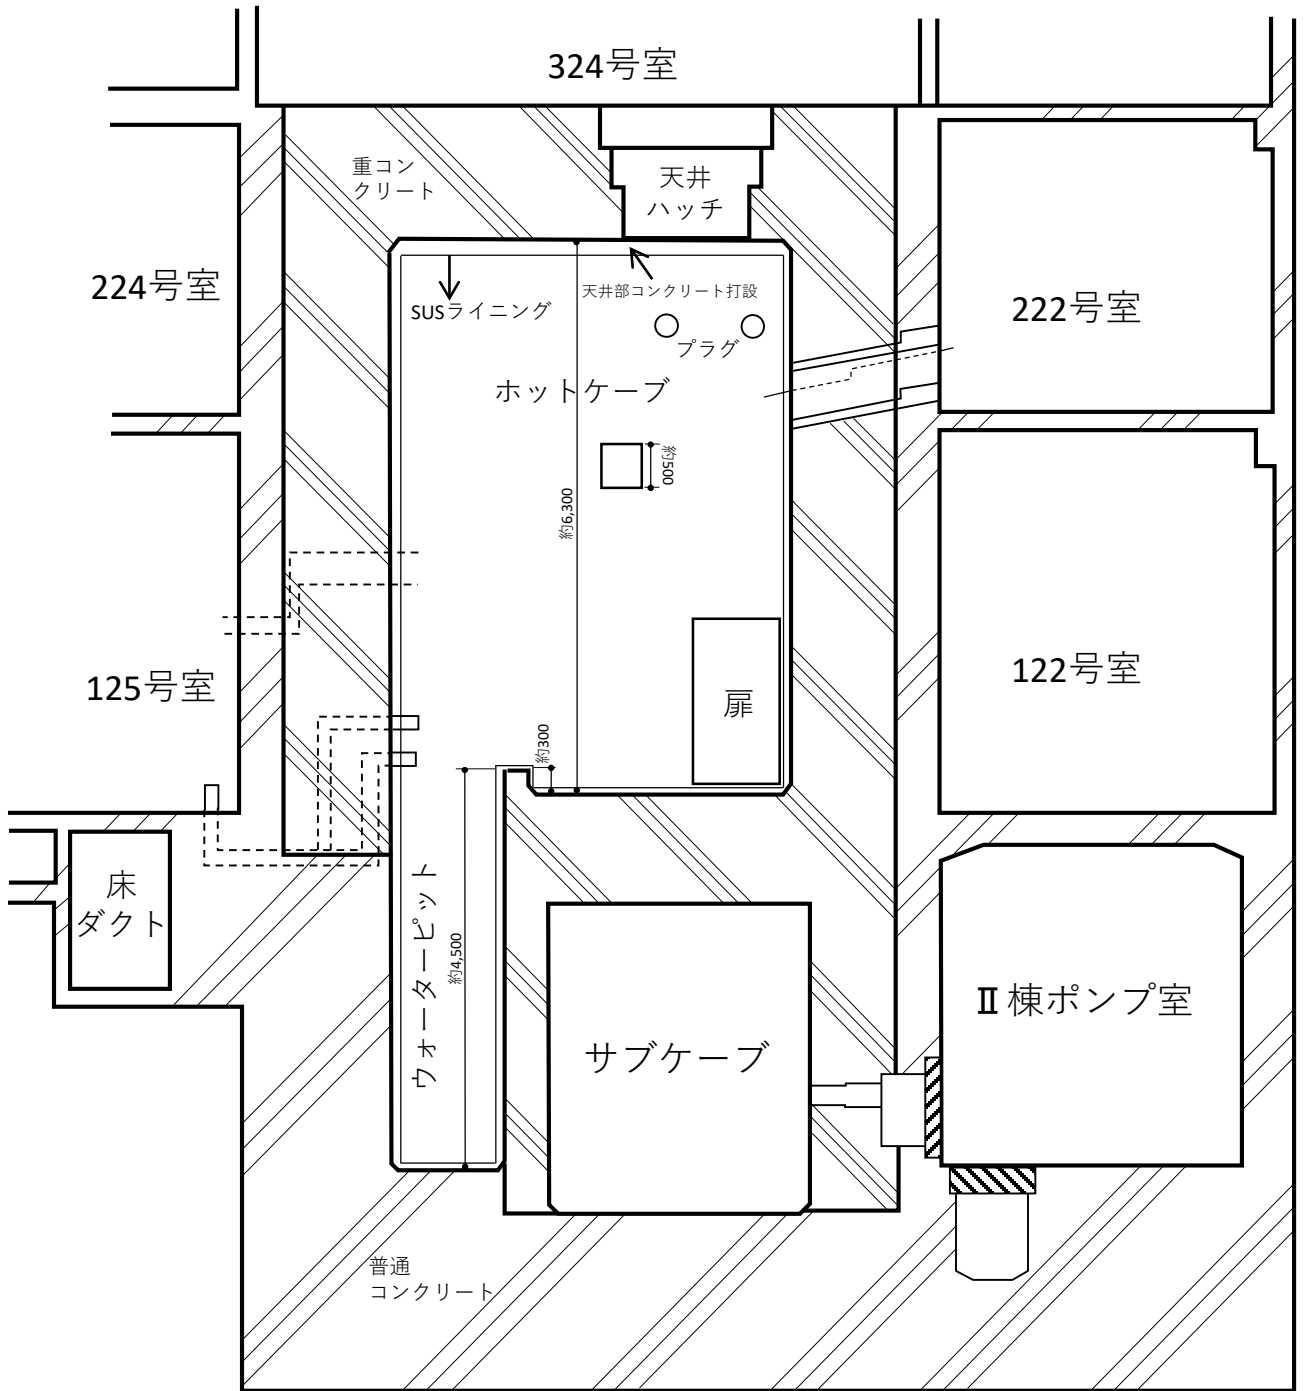 324号室
重コン
クリート
天井
ハッチ
224号室
SUSライニング
天井部コンクリート打設
プラグ
222号室
ホットケーブ
約500
約6,300
125号室
122号室
扉
約300
床
ダクト
ウォーターピット
約4,500
サブケーブ
Ⅱ棟ポンプ室
普通
コンクリート